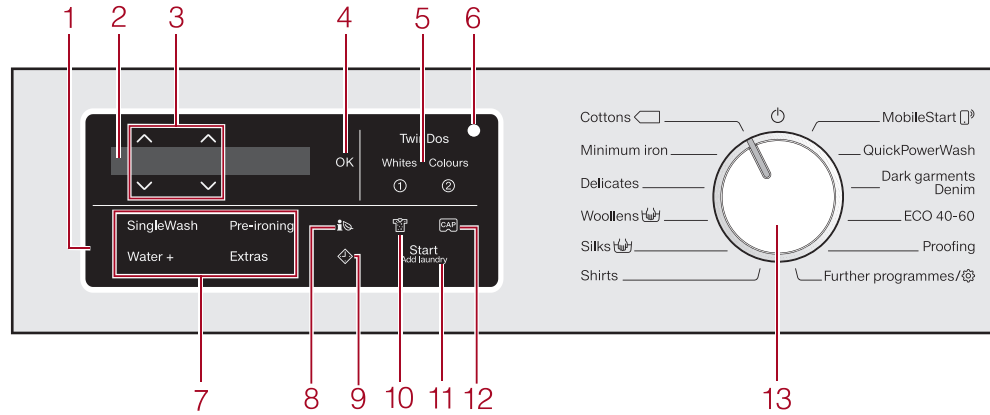 1 2 3 4 5 6
TwinDos
OK
Whites Colours
① ②
SingleWash Pre-ironing
CAP
Water + Extras
Start
Add laundry
7 8 9 10 11 12
Cottons
MobileStart
Minimum iron
QuickPowerWash
Delicates
Dark garments
Denim
Woollens
ECO 40-60
Silks
Proofing
Shirts
Further programmes/
13